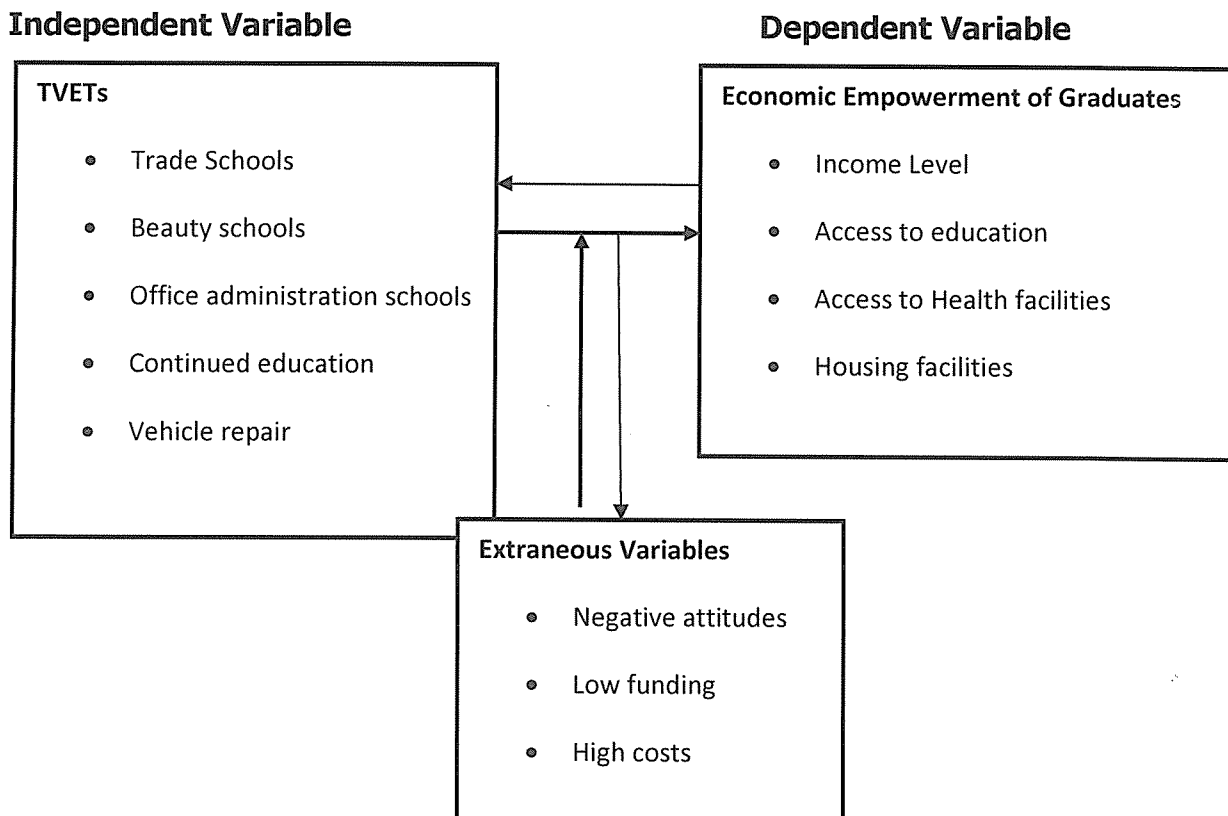 Independent Variable
Dependent Variable
TVETs
• Trade Schools
• Beauty schools
• Office administration schools
• Continued education
• Vehicle repair
Economic Empowerment of Graduates
• Income Level
• Access to education
• Access to Health facilities
• Housing facilities
Extraneous Variables
• Negative attitudes
• Low funding
• High costs